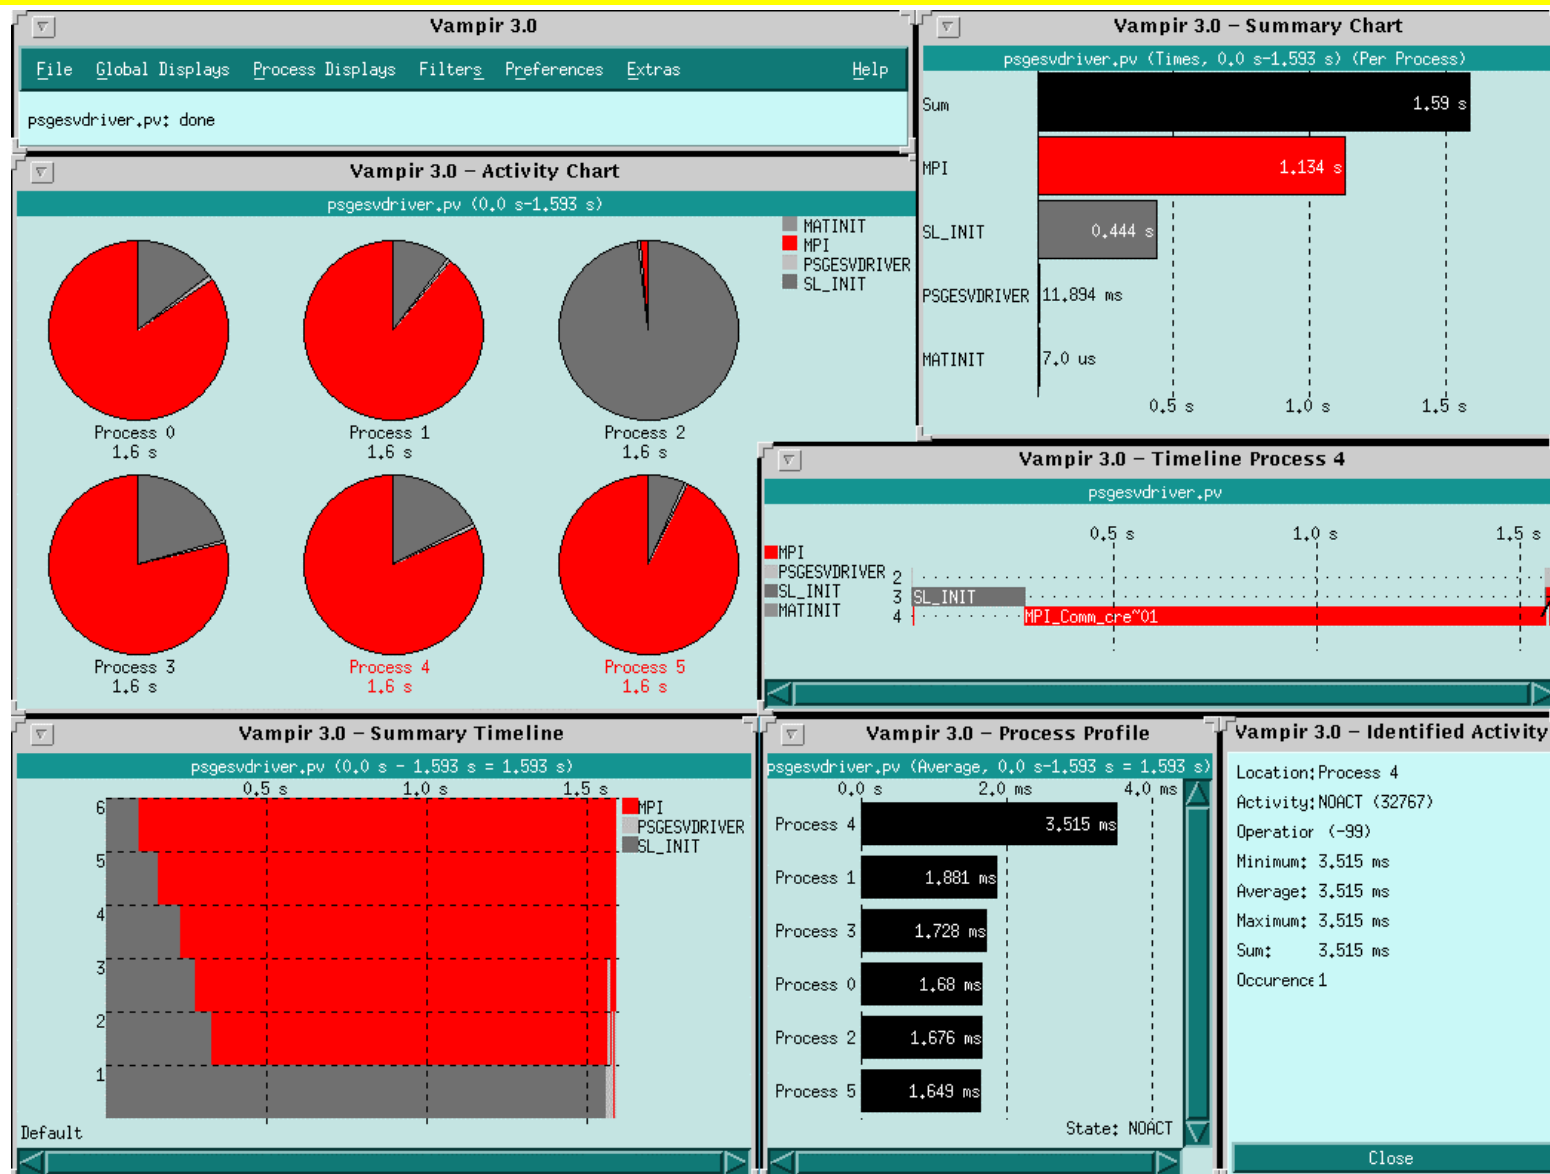 Vampir 3.0
File Global Displays Process Displays Filters Preferences Extras Help
psgesvdriver.pv: done
Vampir 3.0 – Summary Chart
psgesvdriver.pv (Times, 0.0 s-1.593 s) (Per Process)
Sum 1.59 s
MPI 1.134 s
SL_INIT 0.444 s
PSGESVDRIVER 11.894 ms
MATINIT 7.0 us
0.5 s 1.0 s 1.5 s
Vampir 3.0 – Activity Chart
psgesvdriver.pv (0.0 s-1.593 s)
MATINIT
MPI
PSGESVDRIVER
SL_INIT
Process 0 Process 1 Process 2
1.6 s 1.6 s 1.6 s
Process 3 Process 4 Process 5
1.6 s 1.6 s 1.6 s
Vampir 3.0 – Timeline Process 4
psgesvdriver.pv
0.5 s 1.0 s 1.5 s
MPI
PSGESVDRIVER
SL_INIT
MATINIT
2
3 SL_INIT
4 MPI_Comm_cre~01
Vampir 3.0 – Summary Timeline
psgesvdriver.pv (0.0 s - 1.593 s = 1.593 s)
0.5 s 1.0 s 1.5 s
6
5
4
3
2
1
MPI
PSGESVDRIVER
SL_INIT
Default
Vampir 3.0 – Process Profile
psgesvdriver.pv (Average, 0.0 s-1.593 s = 1.593 s)
0.0 s 2.0 ms 4.0 ms
Process 4 3.515 ms
Process 1 1.881 ms
Process 3 1.728 ms
Process 0 1.68 ms
Process 2 1.676 ms
Process 5 1.649 ms
State: NOACT
Vampir 3.0 – Identified Activity
Location: Process 4
Activity: NOACT (32767)
Operatior (-99)
Minimum: 3.515 ms
Average: 3.515 ms
Maximum: 3.515 ms
Sum: 3.515 ms
Occurence 1
Close